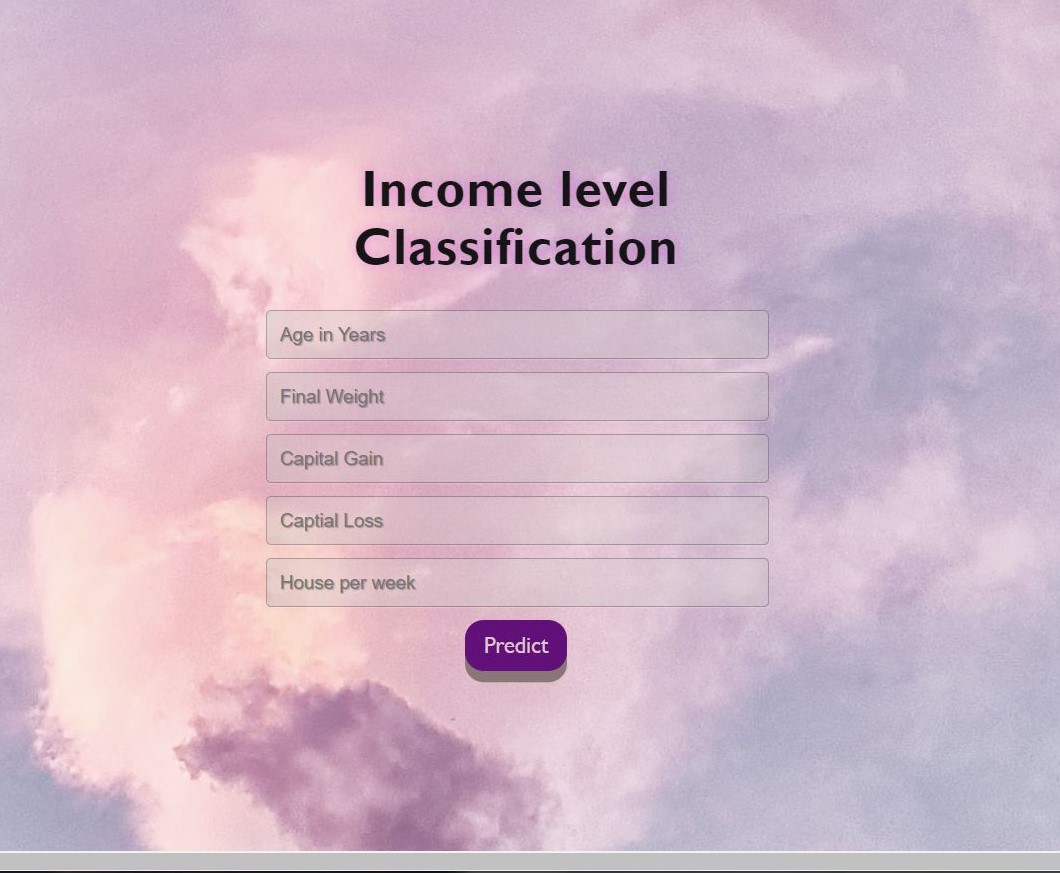 Income level
Classification
Age in Years
Final Weight
Capital Gain
Captial Loss
House per week
Predict